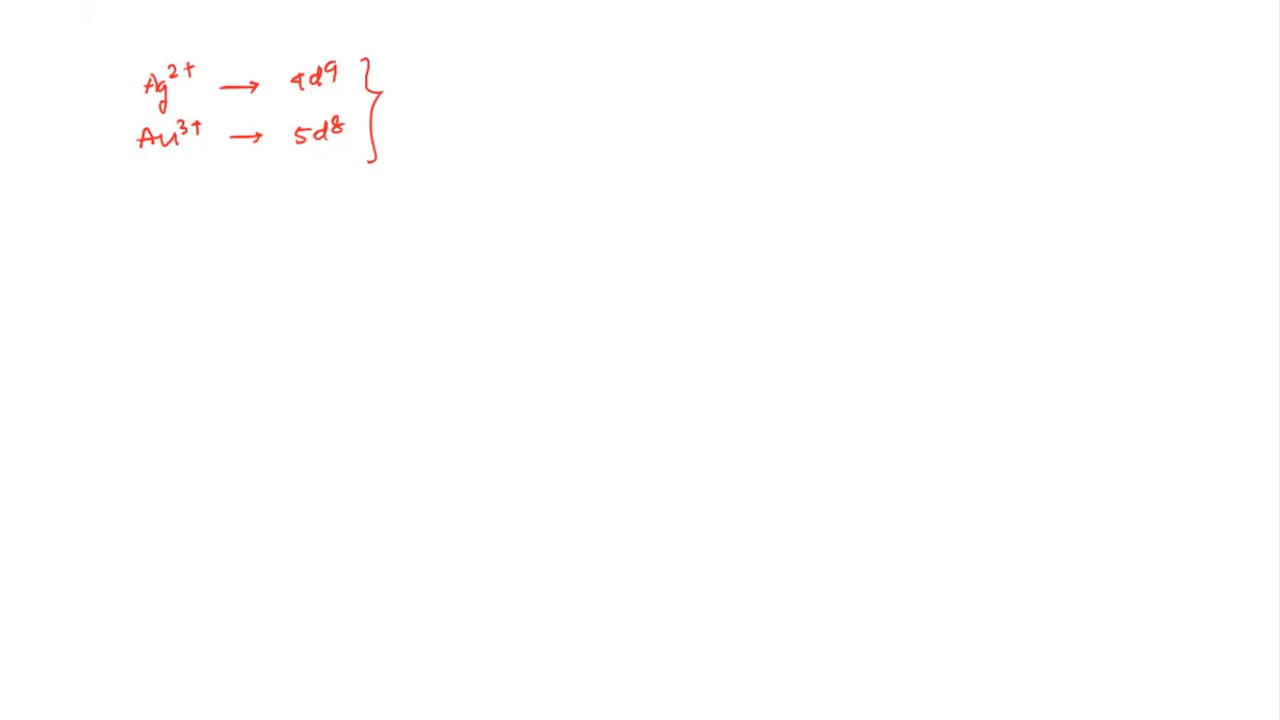 Ag²⁺ → 4d⁹ }
Au³⁺ → 5d⁸